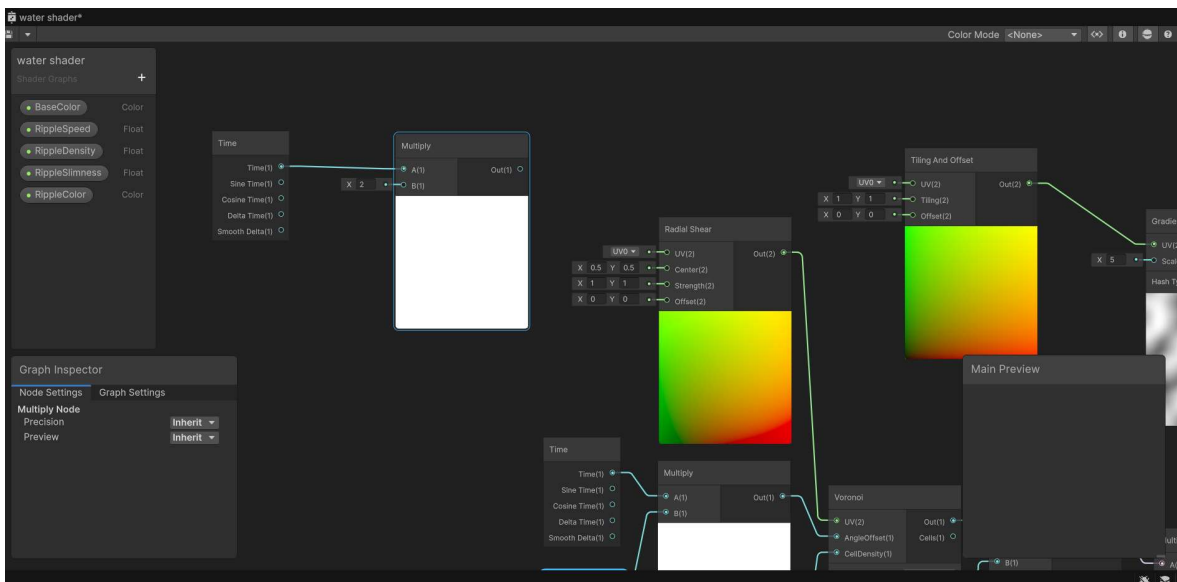 water shader*
Color Mode <None>
water shader
Shader Graphs
BaseColor Color
RippleSpeed Float
RippleDensity Float
RippleSlimness Float
RippleColor Color
Time
Time(1)
Sine Time(1)
Cosine Time(1)
Delta Time(1)
Smooth Delta(1)
Multiply
A(1) Out(1)
X 2 B(1)
Tiling And Offset
UV0 UV(2) Out(2)
X 1 Y 1 Tiling(2)
X 0 Y 0 Offset(2)
Radial Shear
UV0 UV(2) Out(2)
X 0.5 Y 0.5 Center(2)
X 1 Y 1 Strength(2)
X 0 Y 0 Offset(2)
Gradie
UV(2
X 5 Scal
Hash Ty
Graph Inspector
Node Settings Graph Settings
Multiply Node
Precision Inherit
Preview Inherit
Main Preview
Time
Time(1)
Sine Time(1)
Cosine Time(1)
Delta Time(1)
Smooth Delta(1)
Multiply
A(1) Out(1)
B(1)
Voronoi
UV(2) Out(1)
AngleOffset(1) Cells(1)
CellDensity(1)
B(1)